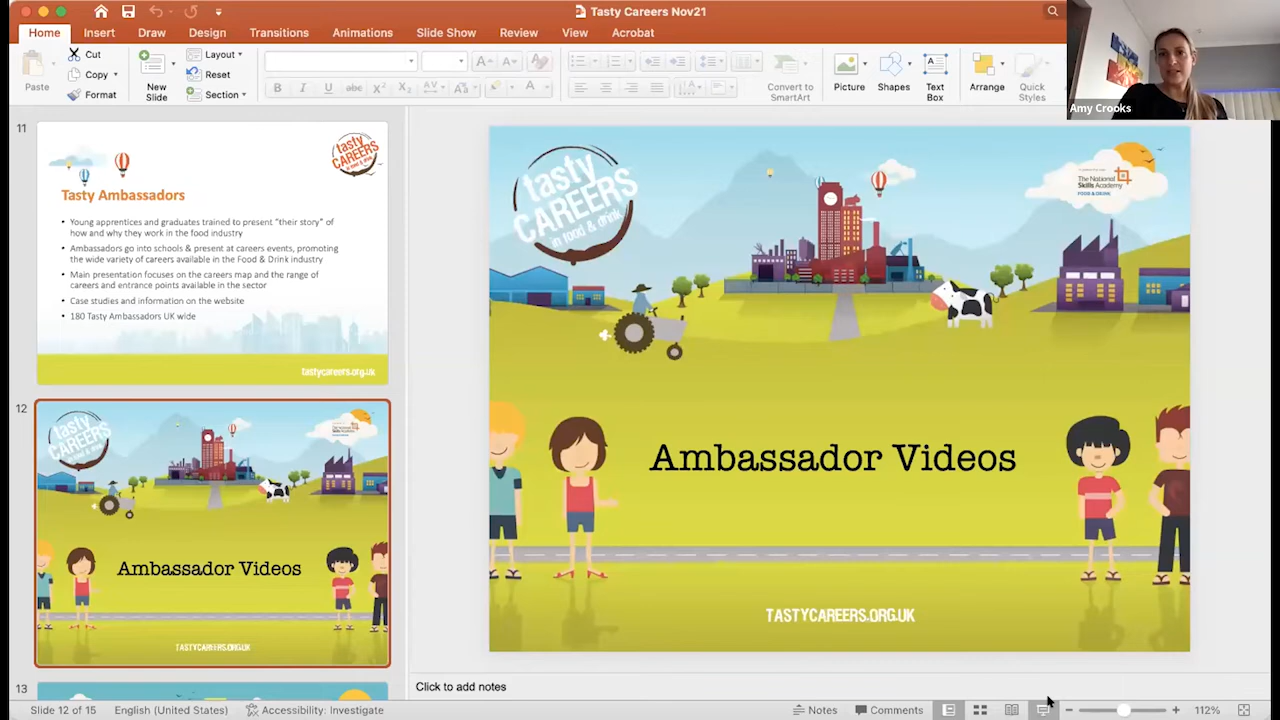 Tasty Careers Nov21
Home Insert Draw Design Transitions Animations Slide Show Review View Acrobat
Paste
Cut
Copy
Format
New Slide
Layout
Reset
Section
Convert to SmartArt
Picture
Shapes
Text Box
Arrange
Quick Styles
Amy Crooks
11
tasty
CAREERS
in food & drink
Tasty Ambassadors
• Young apprentices and graduates trained to present "their story" of
how and why they work in the food industry
• Ambassadors go into schools & present at careers events, promoting
the wide variety of careers available in the Food & Drink industry
• Main presentation focuses on the careers map and the range of
careers and entrance points available in the sector
• Case studies and information on the website
• 180 Tasty Ambassadors UK wide
tastycareers.org.uk
12
tasty
CAREERS
Ambassador Videos
TASTYCAREERS.ORG.UK
13
tasty
CAREERS
in food & drink
The National
Skills Academy
FOOD & DRINK
Ambassador Videos
TASTYCAREERS.ORG.UK
Click to add notes
Slide 12 of 15 English (United States) Accessibility: Investigate Notes Comments 112%